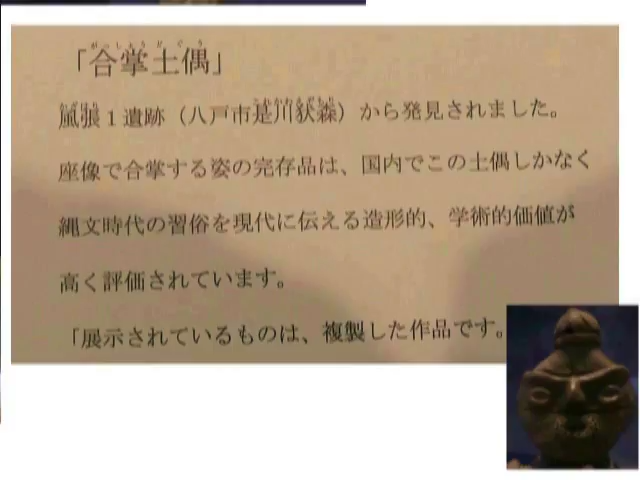 「合掌土偶」
風張1遺跡（八戸市是川狄森）から発見されました。
座像で合掌する姿の完存品は、国内でこの土偶しかなく
縄文時代の習俗を現代に伝える造形的、学術的価値が
高く評価されています。
「展示されているものは、複製した作品です。